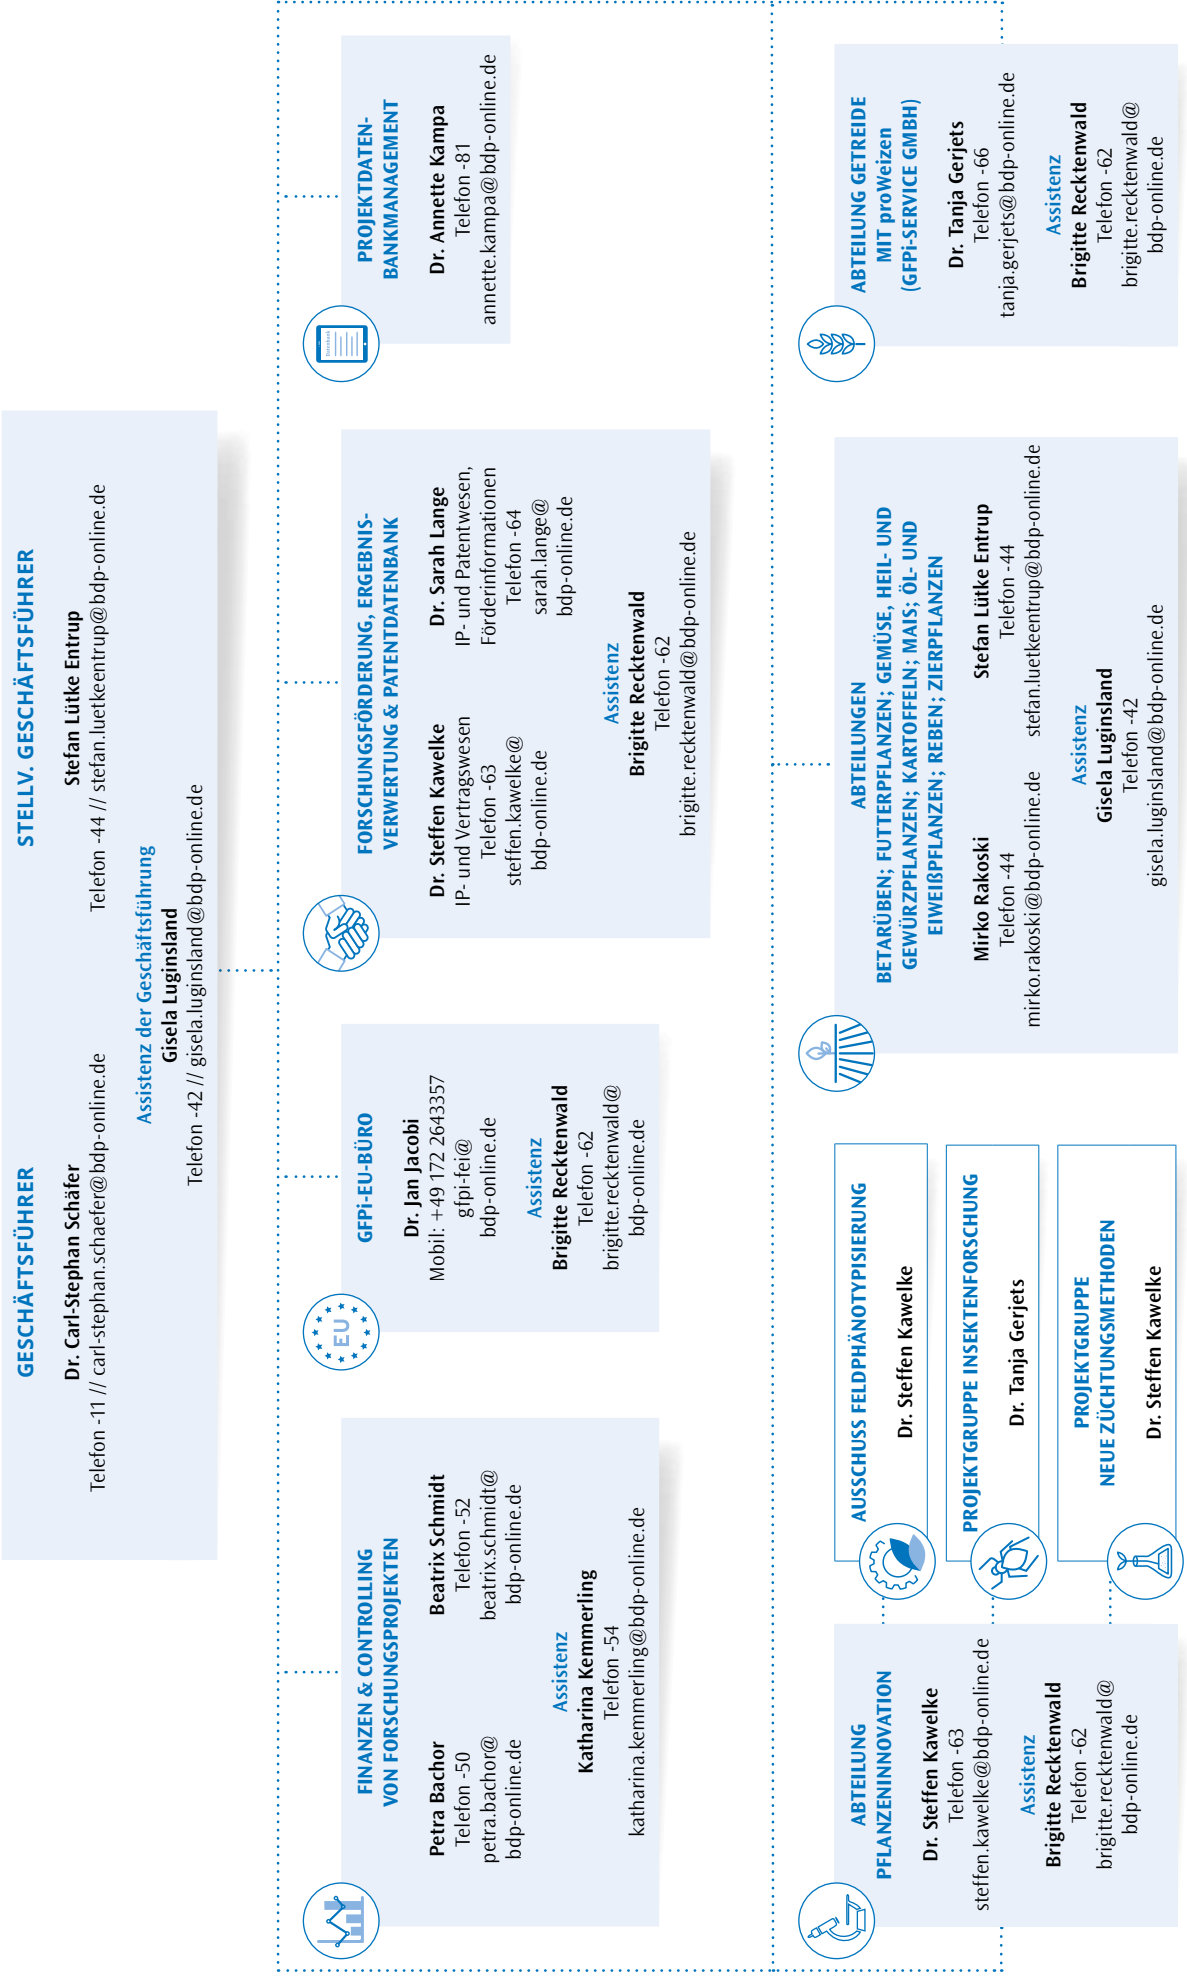 GESCHÄFTSFÜHRER
Dr. Carl-Stephan Schäfer
Telefon -11 // carl-stephan.schaefer@bdp-online.de
STELLV. GESCHÄFTSFÜHRER
Stefan Lütke Entrup
Telefon -44 // stefan.luetkeentrup@bdp-online.de
Assistenz der Geschäftsführung
Gisela Luginsland
Telefon -42 // gisela.luginsland@bdp-online.de
FINANZEN & CONTROLLING
VON FORSCHUNGSPROJEKTEN
Petra Bachor
Telefon -50
petra.bachor@
bdp-online.de
Beatrix Schmidt
Telefon -52
beatrix.schmidt@
bdp-online.de
Assistenz
Katharina Kemmerling
Telefon -54
katharina.kemmerling@bdp-online.de
EU
GFPi-EU-BÜRO
Dr. Jan Jacobi
Mobil: +49 172 2643357
gfpi-fei@
bdp-online.de
Assistenz
Brigitte Recktenwald
Telefon -62
brigitte.recktenwald@
bdp-online.de
FORSCHUNGSFÖRDERUNG, ERGEBNIS-
VERWERTUNG & PATENTDATENBANK
Dr. Steffen Kawelke
IP- und Vertragswesen
Telefon -63
steffen.kawelke@
bdp-online.de
Dr. Sarah Lange
IP- und Patentwesen,
Förderinformationen
Telefon -64
sarah.lange@
bdp-online.de
Assistenz
Brigitte Recktenwald
Telefon -62
brigitte.recktenwald@bdp-online.de
Datenbank
PROJEKTDATEN-
BANKMANAGEMENT
Dr. Annette Kampa
Telefon -81
annette.kampa@bdp-online.de
ABTEILUNG
PFLANZENINNOVATION
Dr. Steffen Kawelke
Telefon -63
steffen.kawelke@bdp-online.de
Assistenz
Brigitte Recktenwald
Telefon -62
brigitte.recktenwald@
bdp-online.de
AUSSCHUSS FELDPHÄNOTYPISIERUNG
Dr. Steffen Kawelke
PROJEKTGRUPPE INSEKTENFORSCHUNG
Dr. Tanja Gerjets
PROJEKTGRUPPE
NEUE ZÜCHTUNGSMETHODEN
Dr. Steffen Kawelke
ABTEILUNGEN
BETARÜBEN; FUTTERPFLANZEN; GEMÜSE, HEIL- UND
GEWÜRZPFLANZEN; KARTOFFELN; MAIS; ÖL- UND
EIWEIßPFLANZEN; REBEN; ZIERPFLANZEN
Mirko Rakoski
Telefon -44
mirko.rakoski@bdp-online.de
Stefan Lütke Entrup
Telefon -44
stefan.luetkeentrup@bdp-online.de
Assistenz
Gisela Luginsland
Telefon -42
gisela.luginsland@bdp-online.de
ABTEILUNG GETREIDE
MIT proWeizen
(GFPi-SERVICE GMBH)
Dr. Tanja Gerjets
Telefon -66
tanja.gerjets@bdp-online.de
Assistenz
Brigitte Recktenwald
Telefon -62
brigitte.recktenwald@
bdp-online.de